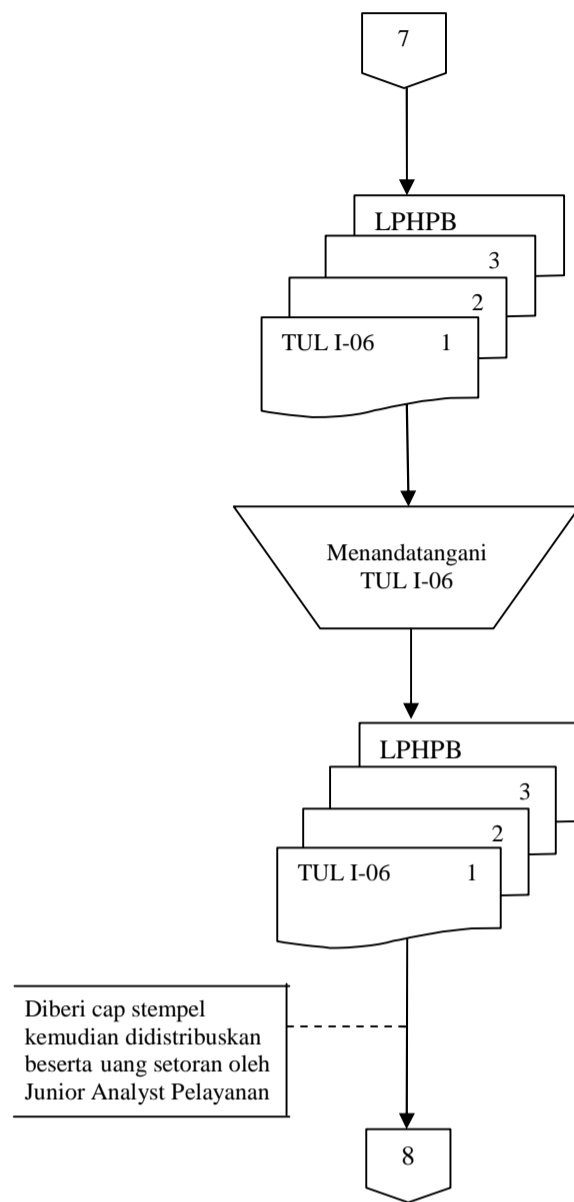 7
LPHPB
3
2
TUL I-06 1
Menandatangani
TUL I-06
LPHPB
3
2
TUL I-06 1
Diberi cap stempel
kemudian didistribuskan
beserta uang setoran oleh
Junior Analyst Pelayanan
8